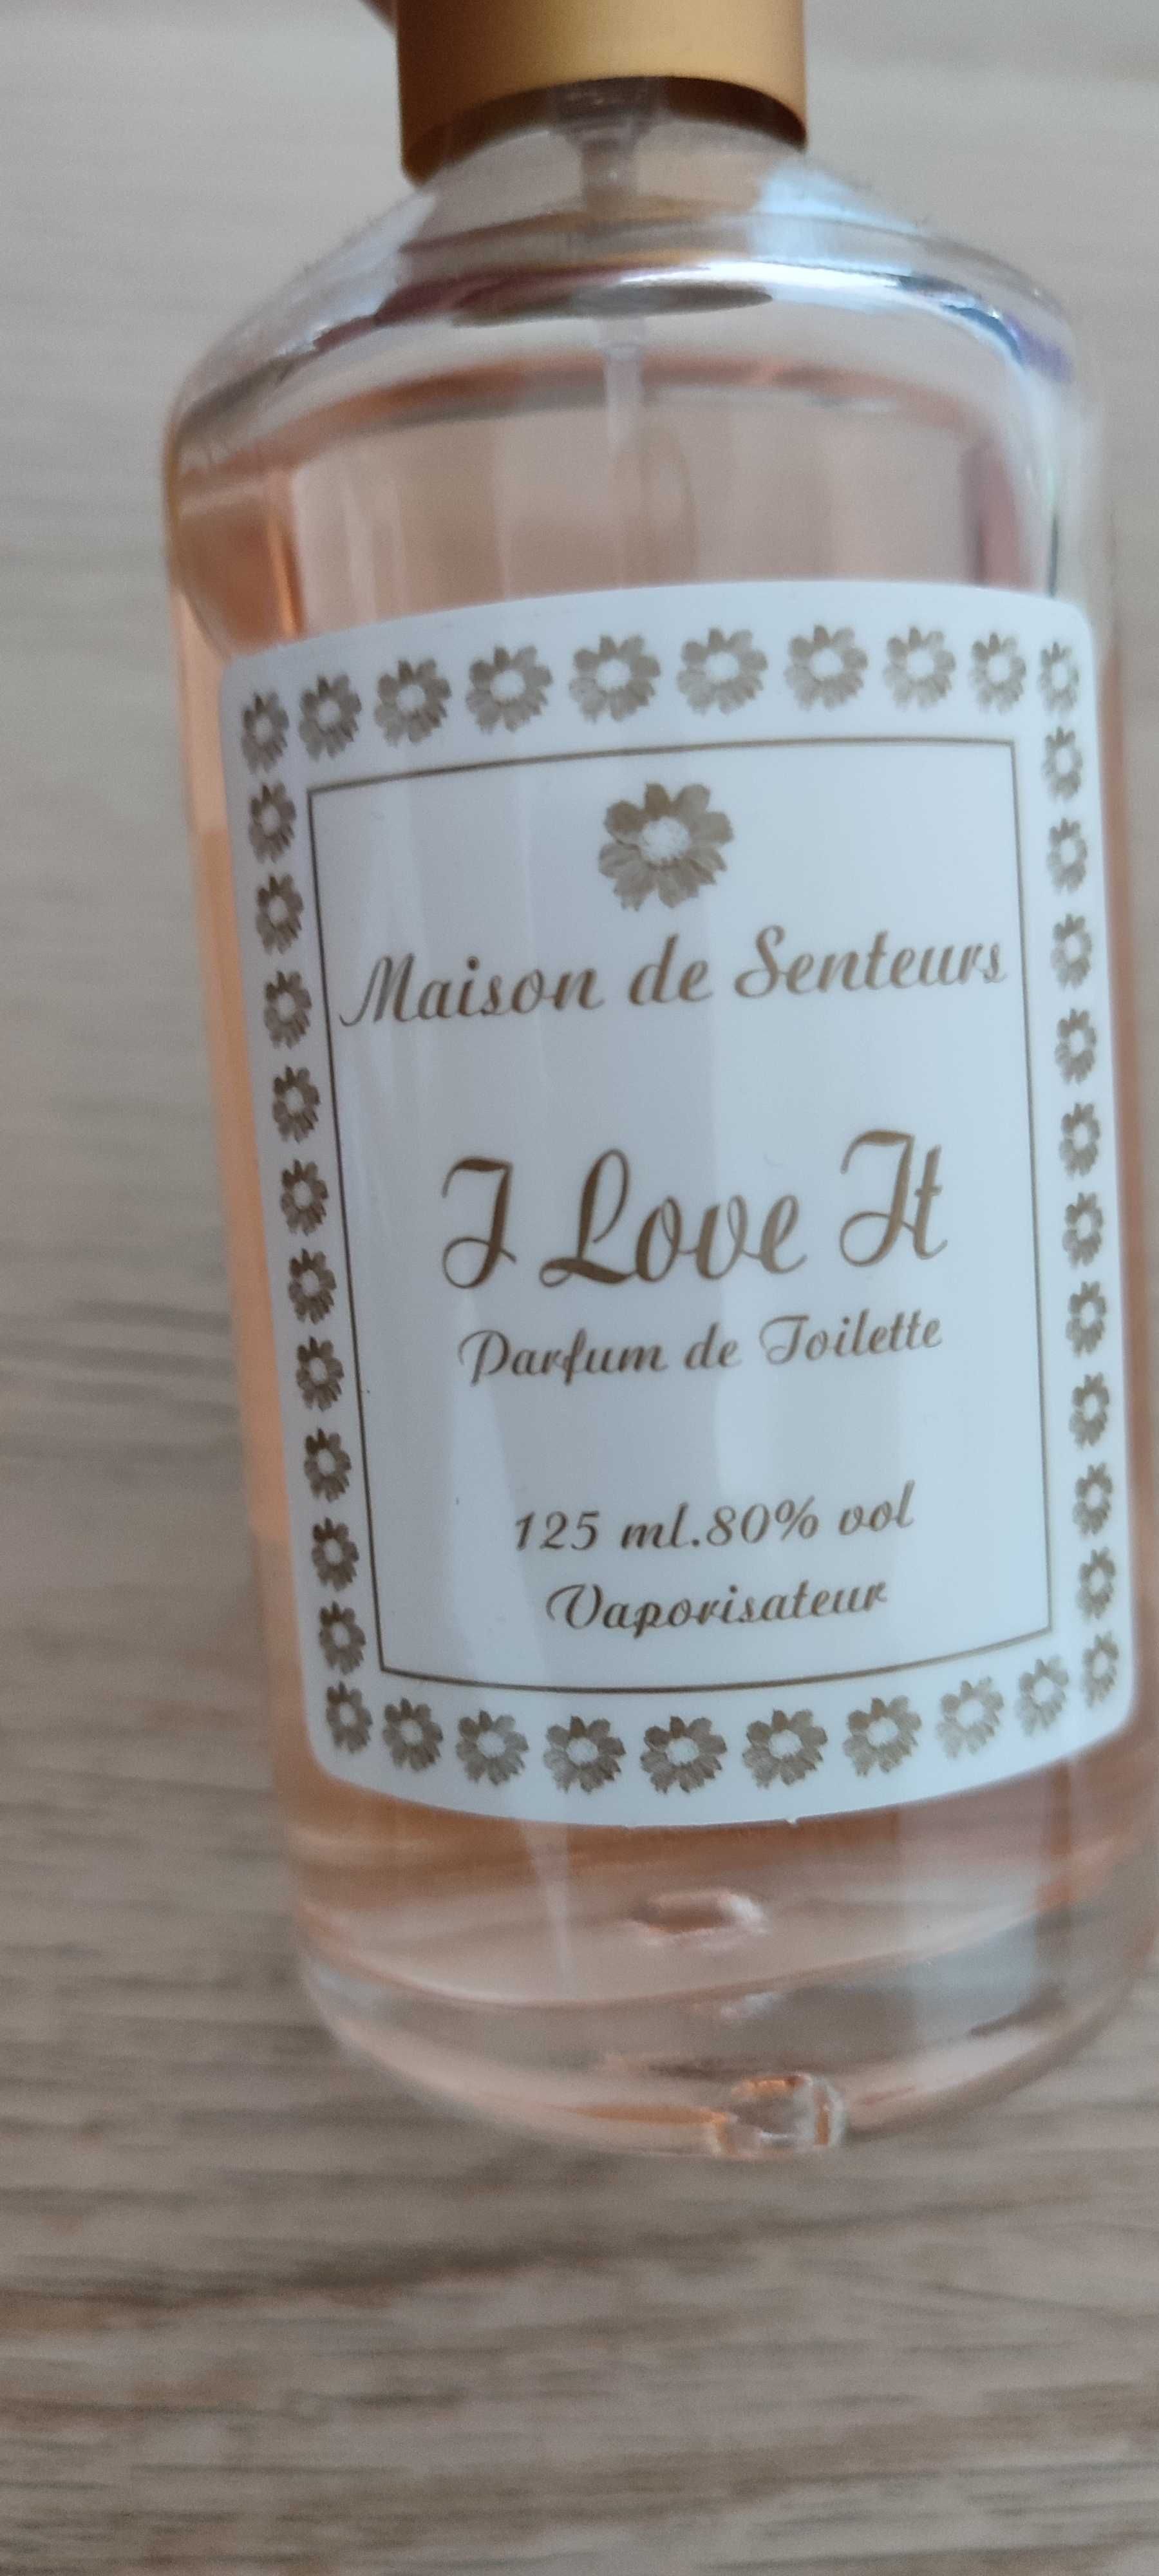 Maison de Senteurs
I Love It
Parfum de Toilette
125 ml.80% vol
Vaporisateur